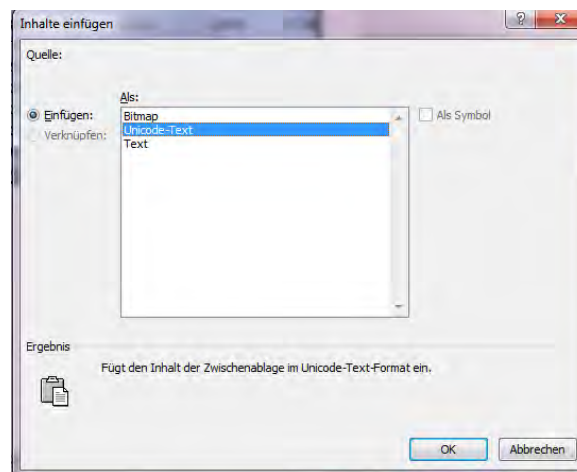 Inhalte einfügen
Quelle:
Als:
Einfügen:
Bitmap
Als Symbol
Verknüpfen:
Unicode-Text
Text
Ergebnis
Fügt den Inhalt der Zwischenablage im Unicode-Text-Format ein.
OK
Abbrechen